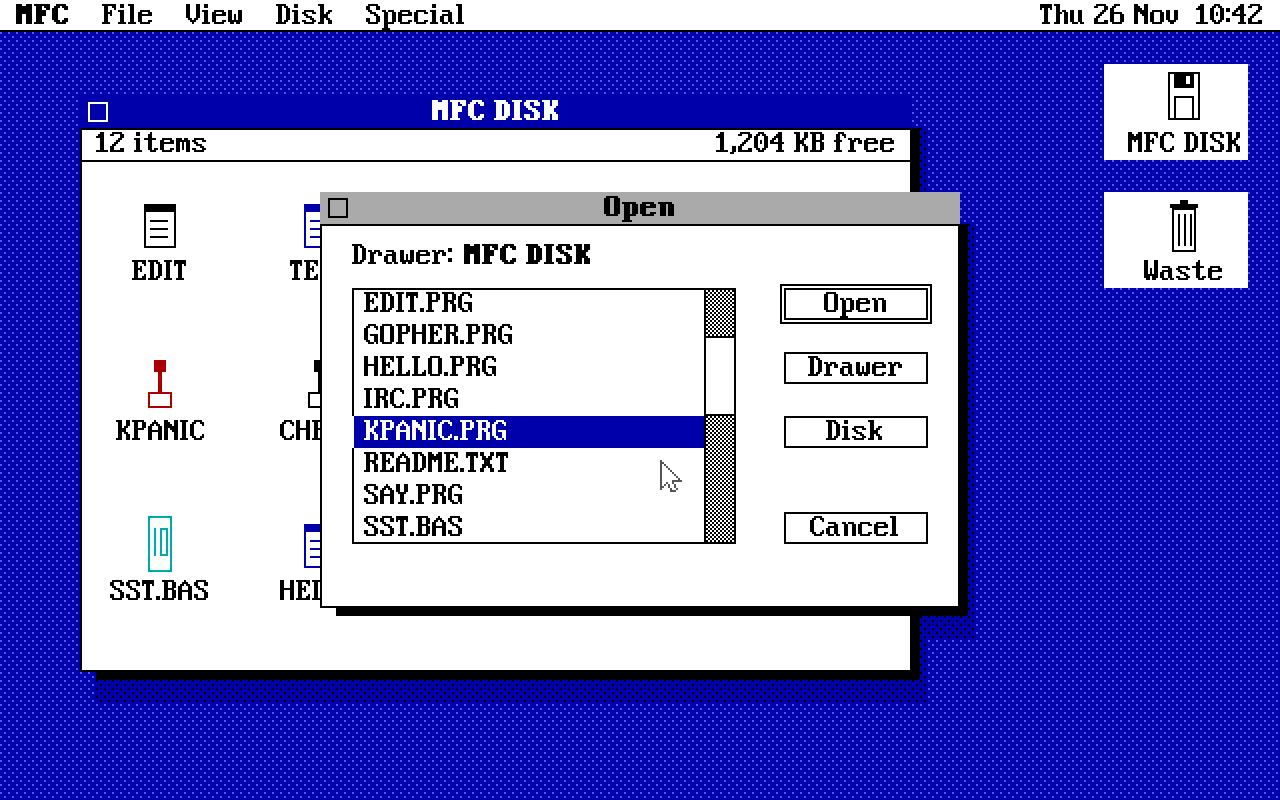 MFC File View Disk Special Thu 26 Nov 10:42
MFC DISK
12 items 1,204 KB free
MFC DISK
Waste
EDIT
KPANIC
SST.BAS
Open
Drawer: MFC DISK
EDIT.PRG
GOPHER.PRG
HELLO.PRG
IRC.PRG
KPANIC.PRG
README.TXT
SAY.PRG
SST.BAS
Open
Drawer
Disk
Cancel